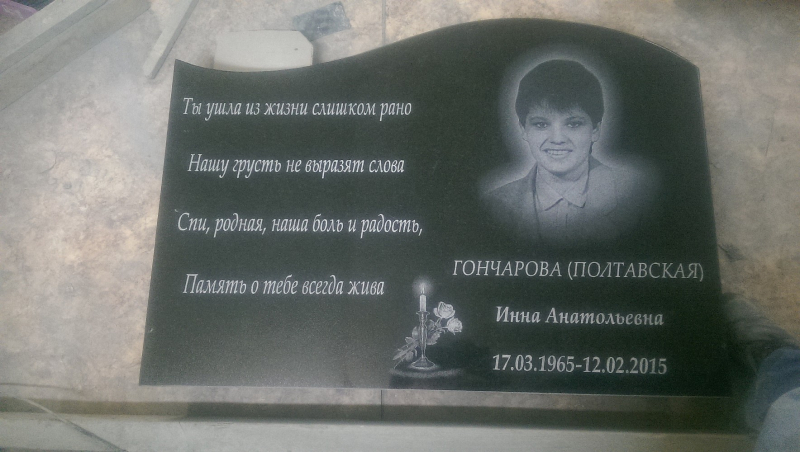 Ты ушла из жизни слишком рано
Нашу грусть не выразят слова
Спи, родная, наша боль и радость,
Память о тебе всегда жива
ГОНЧАРОВА (ПОЛТАВСКАЯ)
Инна Анатольевна
17.03.1965-12.02.2015